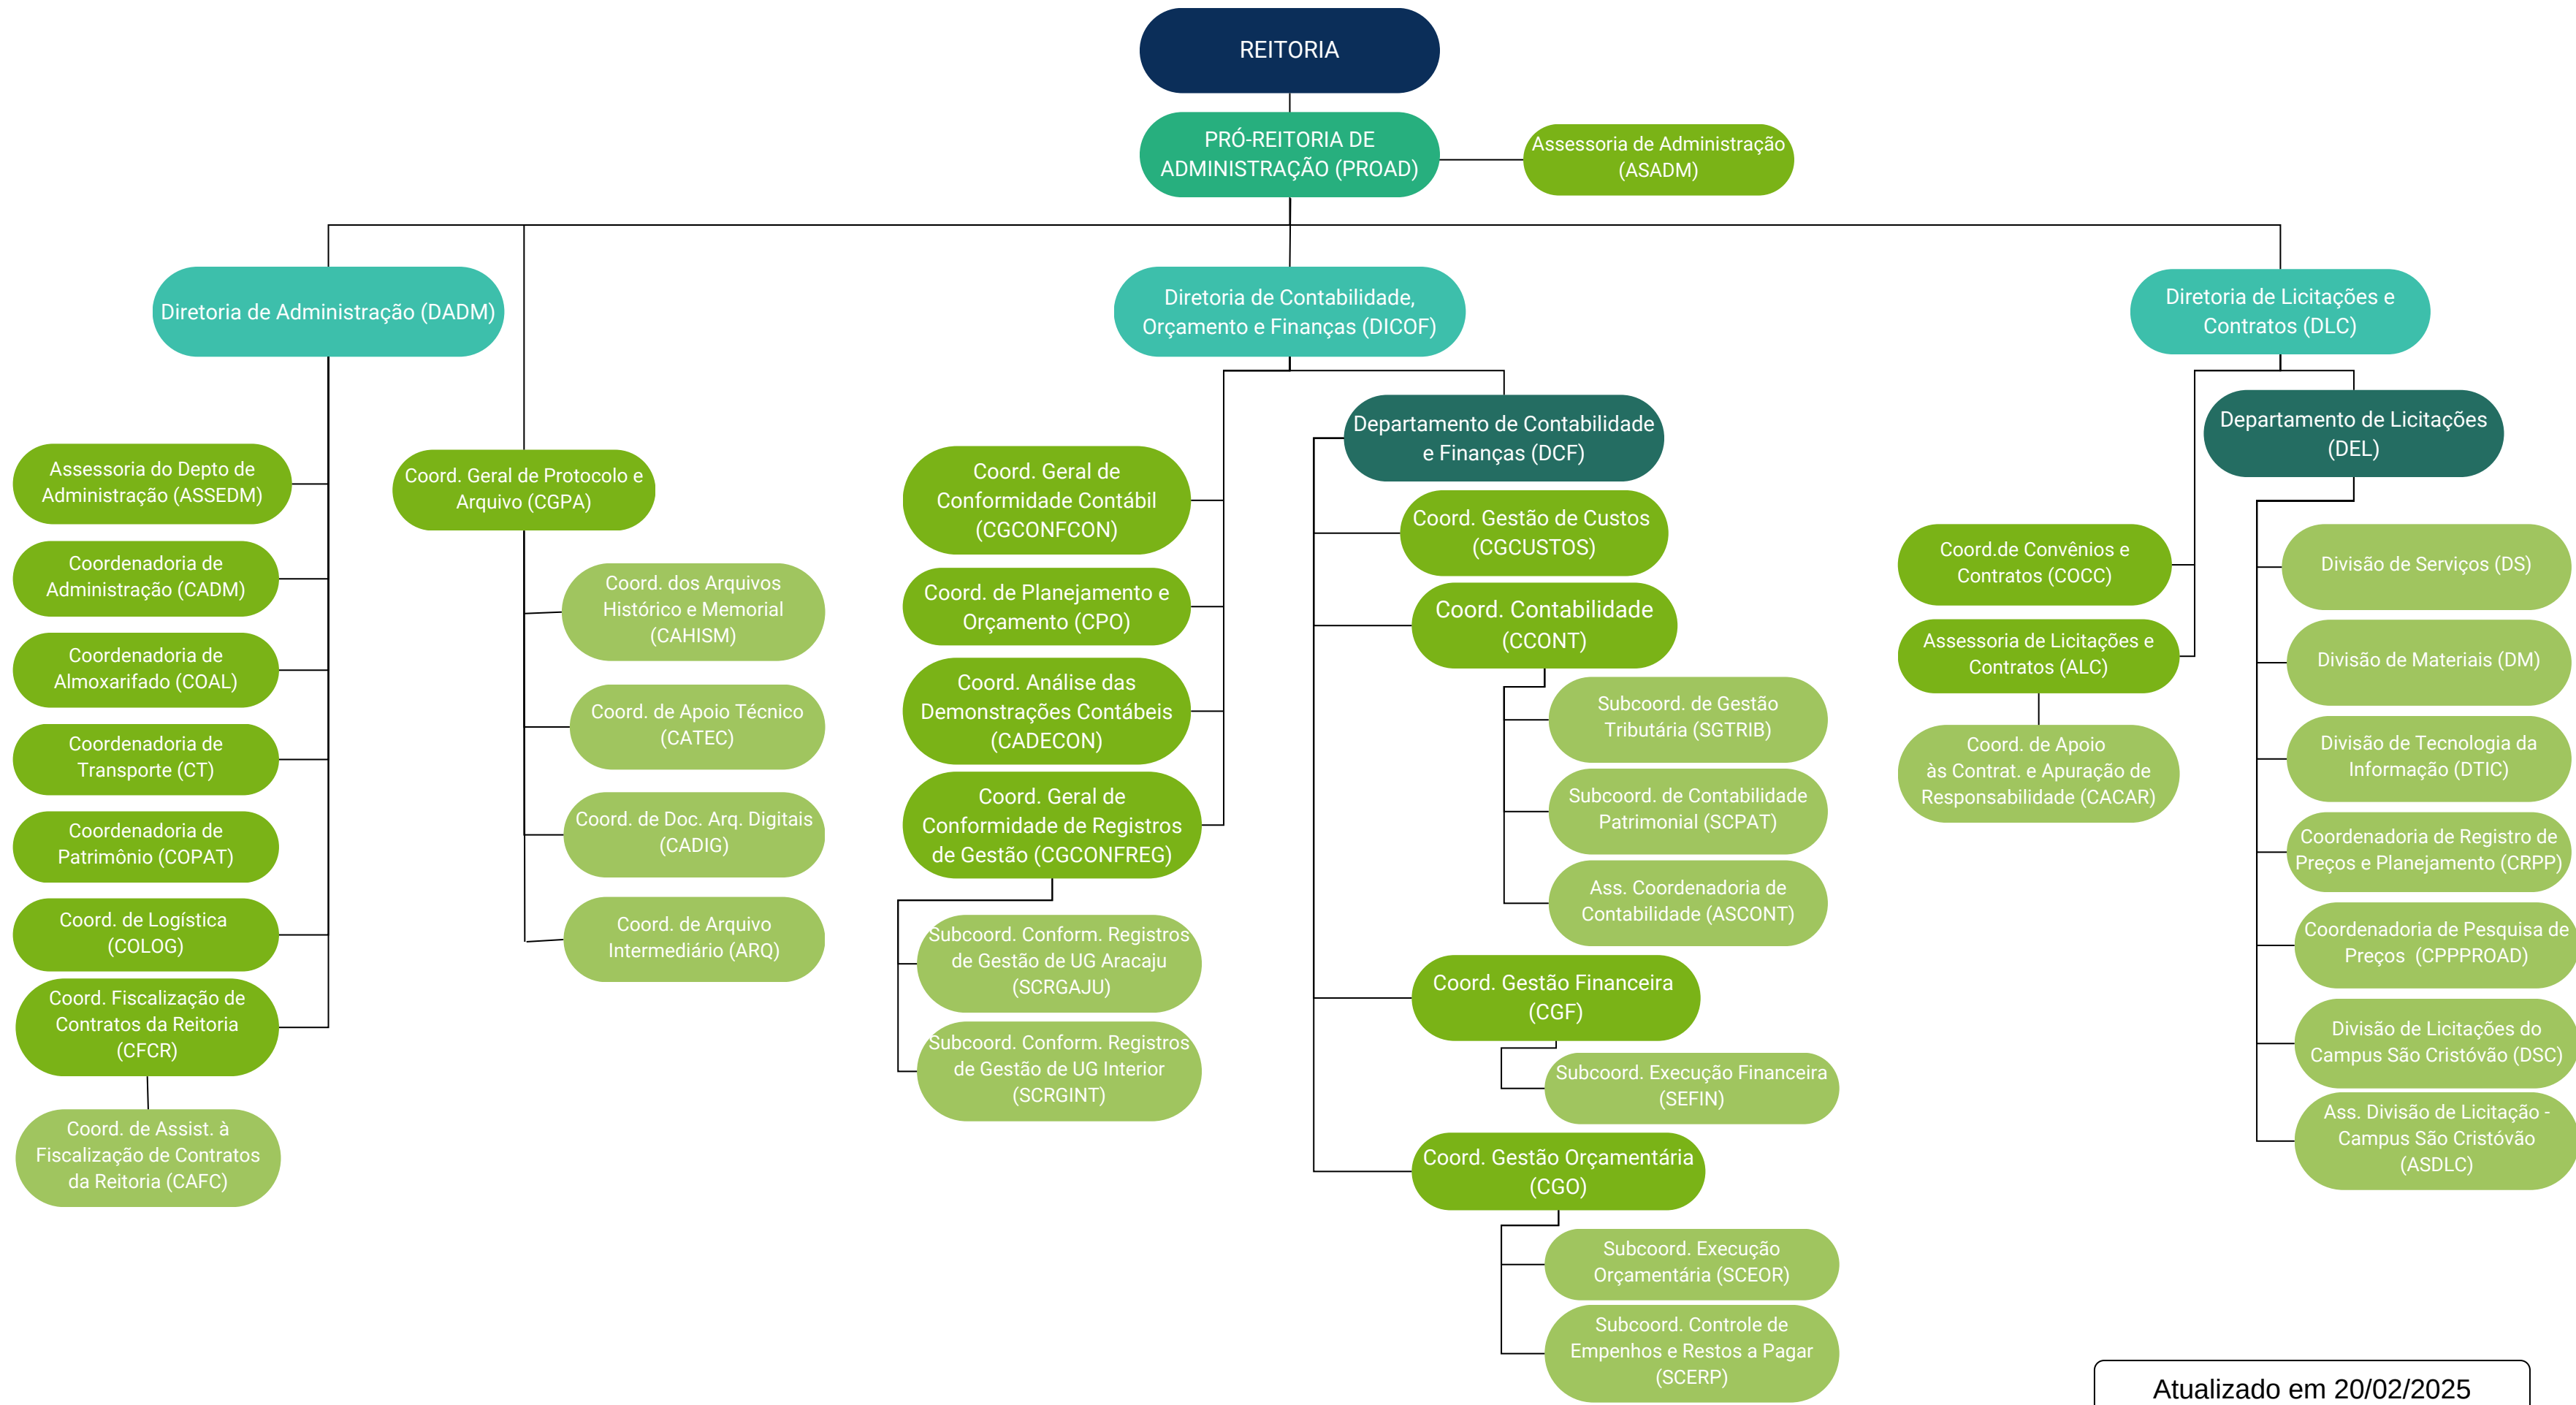 REITORIA
PRÓ-REITORIA DE
ADMINISTRAÇÃO (PROAD)
Assessoria de Administração
(ASADM)
Diretoria de Administração (DADM)
Assessoria do Depto de
Administração (ASSEDM)
Coordenadoria de
Administração (CADM)
Coordenadoria de
Almoxarifado (COAL)
Coordenadoria de
Transporte (CT)
Coordenadoria de
Patrimônio (COPAT)
Coord. de Logística
(COLOG)
Coord. Fiscalização de
Contratos da Reitoria
(CFCR)
Coord. de Assist. à
Fiscalização de Contratos
da Reitoria (CAFC)
Coord. Geral de Protocolo e
Arquivo (CGPA)
Coord. dos Arquivos
Histórico e Memorial
(CAHISM)
Coord. de Apoio Técnico
(CATEC)
Coord. de Doc. Arq. Digitais
(CADIG)
Coord. de Arquivo
Intermediário (ARQ)
Diretoria de Contabilidade,
Orçamento e Finanças (DICOF)
Coord. Geral de
Conformidade Contábil
(CGCONFCON)
Coord. de Planejamento e
Orçamento (CPO)
Coord. Análise das
Demonstrações Contábeis
(CADECON)
Coord. Geral de
Conformidade de Registros
de Gestão (CGCONFREG)
Subcoord. Conform. Registros
de Gestão de UG Aracaju
(SCRGAJU)
Subcoord. Conform. Registros
de Gestão de UG Interior
(SCRGINT)
Departamento de Contabilidade
e Finanças (DCF)
Coord. Gestão de Custos
(CGCUSTOS)
Coord. Contabilidade
(CCONT)
Subcoord. de Gestão
Tributária (SGTRIB)
Subcoord. de Contabilidade
Patrimonial (SCPAT)
Ass. Coordenadoria de
Contabilidade (ASCONT)
Coord. Gestão Financeira
(CGF)
Subcoord. Execução Financeira
(SEFIN)
Coord. Gestão Orçamentária
(CGO)
Subcoord. Execução
Orçamentária (SCEOR)
Subcoord. Controle de
Empenhos e Restos a Pagar
(SCERP)
Diretoria de Licitações e
Contratos (DLC)
Coord.de Convênios e
Contratos (COCC)
Assessoria de Licitações e
Contratos (ALC)
Coord. de Apoio
às Contrat. e Apuração de
Responsabilidade (CACAR)
Departamento de Licitações
(DEL)
Divisão de Serviços (DS)
Divisão de Materiais (DM)
Divisão de Tecnologia da
Informação (DTIC)
Coordenadoria de Registro de
Preços e Planejamento (CRPP)
Coordenadoria de Pesquisa de
Preços (CPPPROAD)
Divisão de Licitações do
Campus São Cristóvão (DSC)
Ass. Divisão de Licitação -
Campus São Cristóvão
(ASDLC)
Atualizado em 20/02/2025